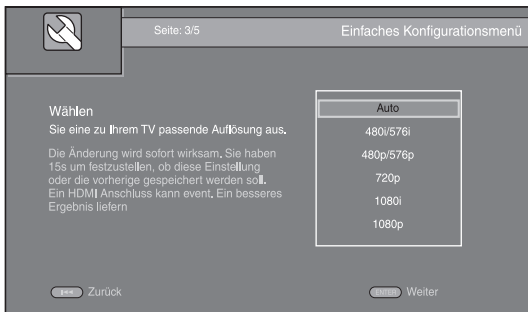 Seite: 3/5
Einfaches Konfigurationsmenü
Wählen
Sie eine zu Ihrem TV passende Auflösung aus.
Die Änderung wird sofort wirksam. Sie haben
15s um festzustellen, ob diese Einstellung
oder die vorherige gespeichert werden soll.
Ein HDMI Anschluss kann event. Ein besseres
Ergebnis liefern
Auto
480i/576i
480p/576p
720p
1080i
1080p
Zurück
ENTER Weiter